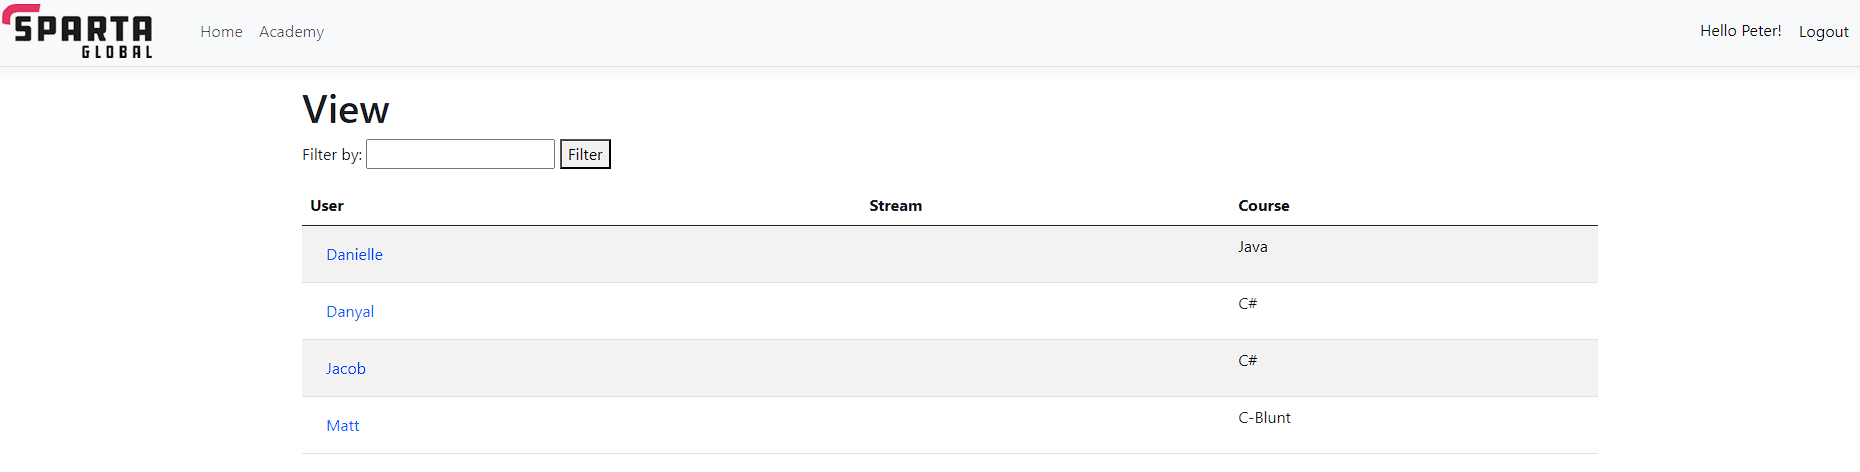 SPARTA
GLOBAL
Home Academy Hello Peter! Logout
View
Filter by: Filter
User Stream Course
Danielle Java
Danyal C#
Jacob C#
Matt C-Blunt